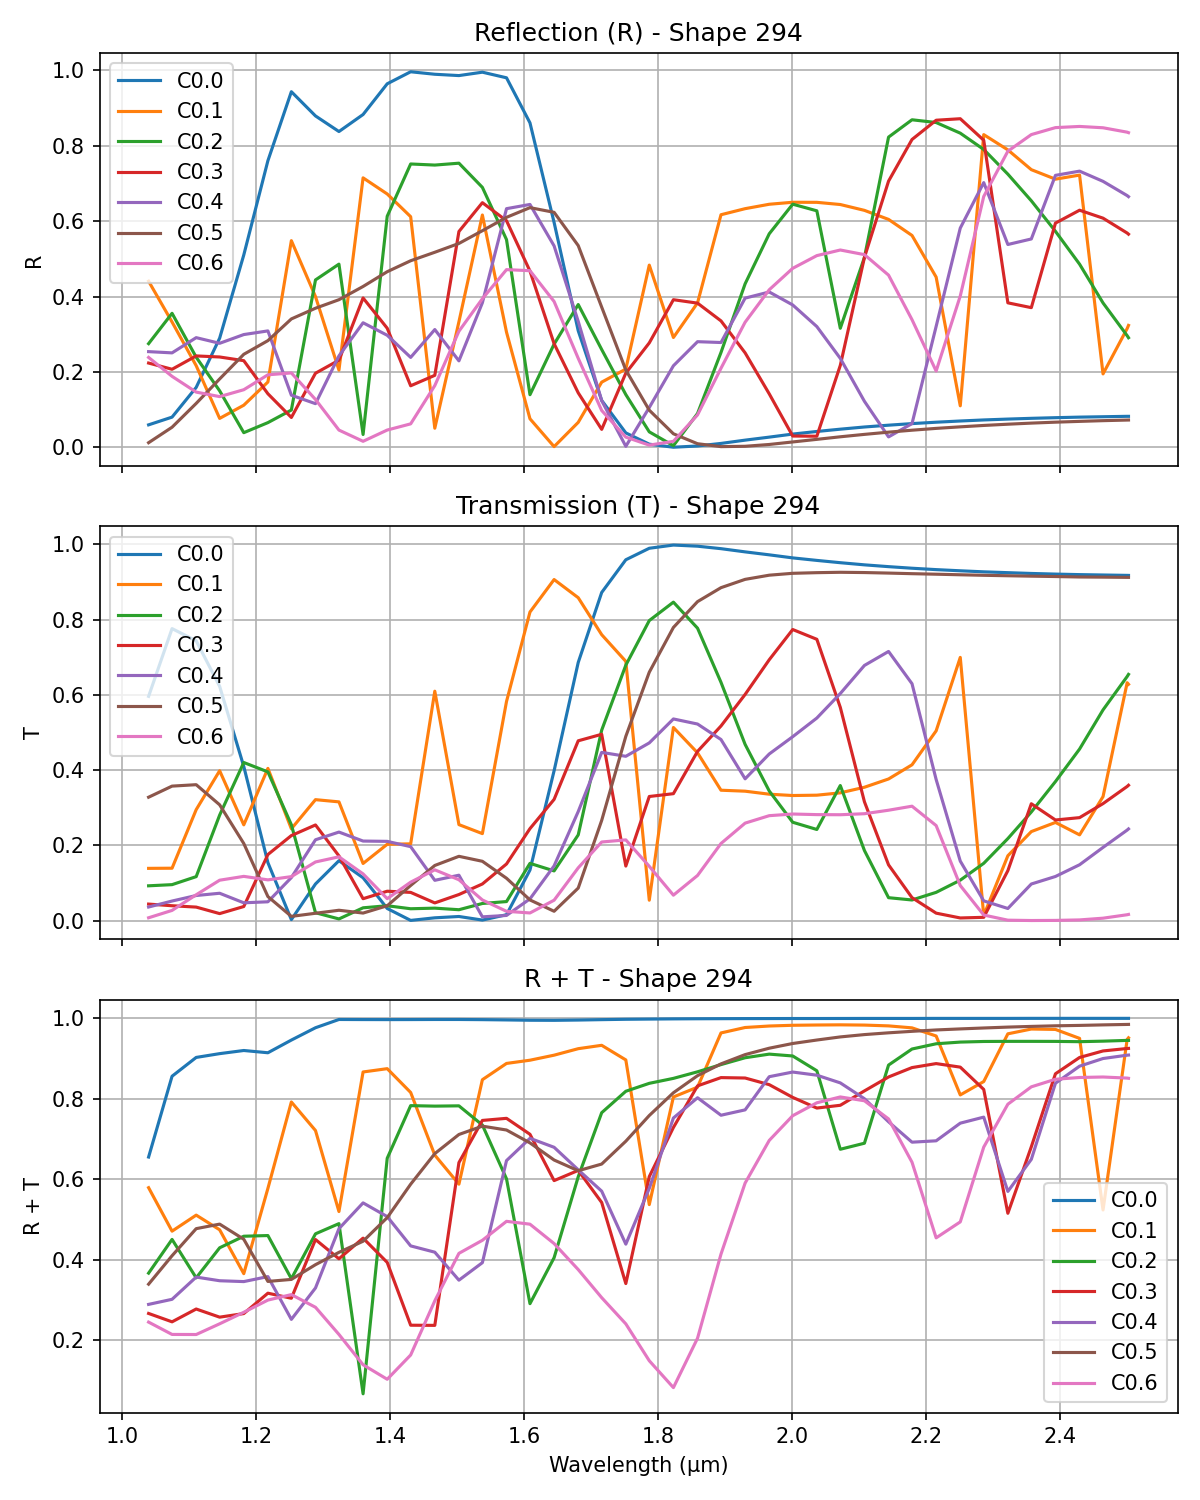 Reflection (R) - Shape 294
1.0
0.8
0.6
0.4
0.2
0.0
R
C0.0
C0.1
C0.2
C0.3
C0.4
C0.5
C0.6
Transmission (T) - Shape 294
1.0
0.8
0.6
0.4
0.2
0.0
T
C0.0
C0.1
C0.2
C0.3
C0.4
C0.5
C0.6
R + T - Shape 294
1.0
0.8
0.6
0.4
0.2
R + T
C0.0
C0.1
C0.2
C0.3
C0.4
C0.5
C0.6
1.0 1.2 1.4 1.6 1.8 2.0 2.2 2.4
Wavelength (μm)